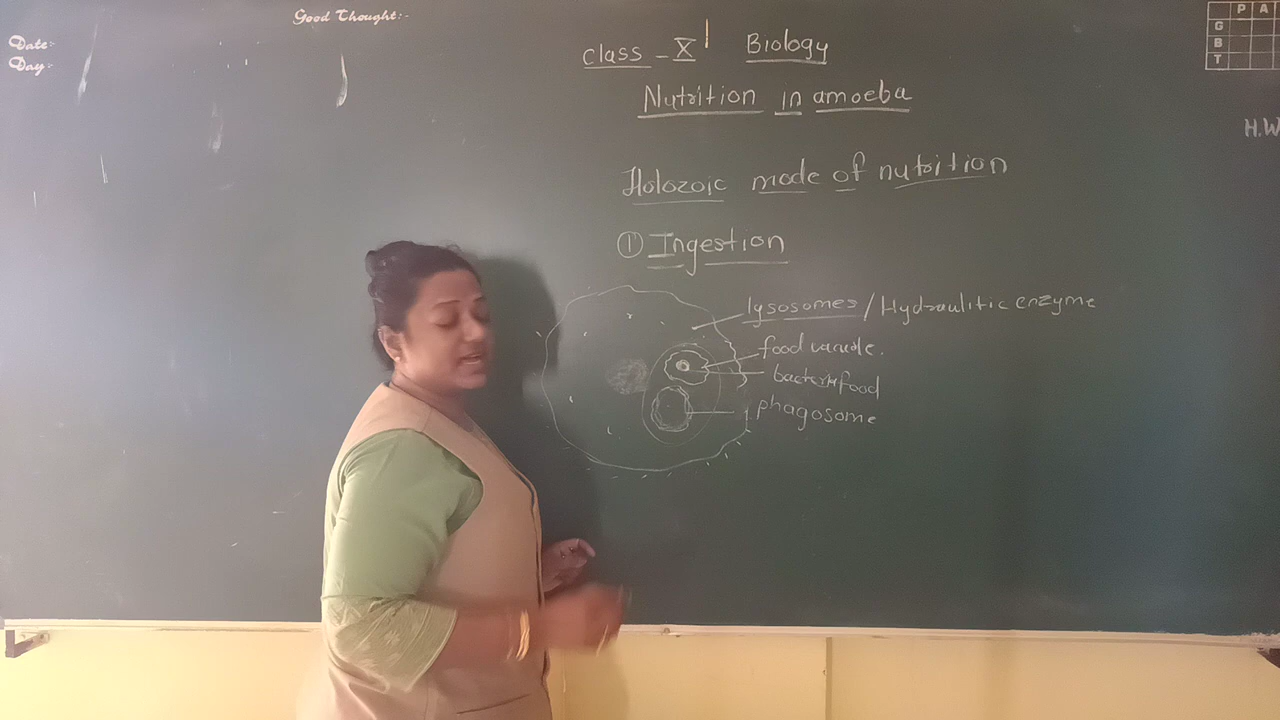 Good Thought:-
Date:-
Day:-
P A
G
B
T
H.W
Class - X Biology
Nutrition in amoeba
Holozoic mode of nutrition
① Ingestion
lysosomes / Hydraulitic enzyme
food
food
phagosome